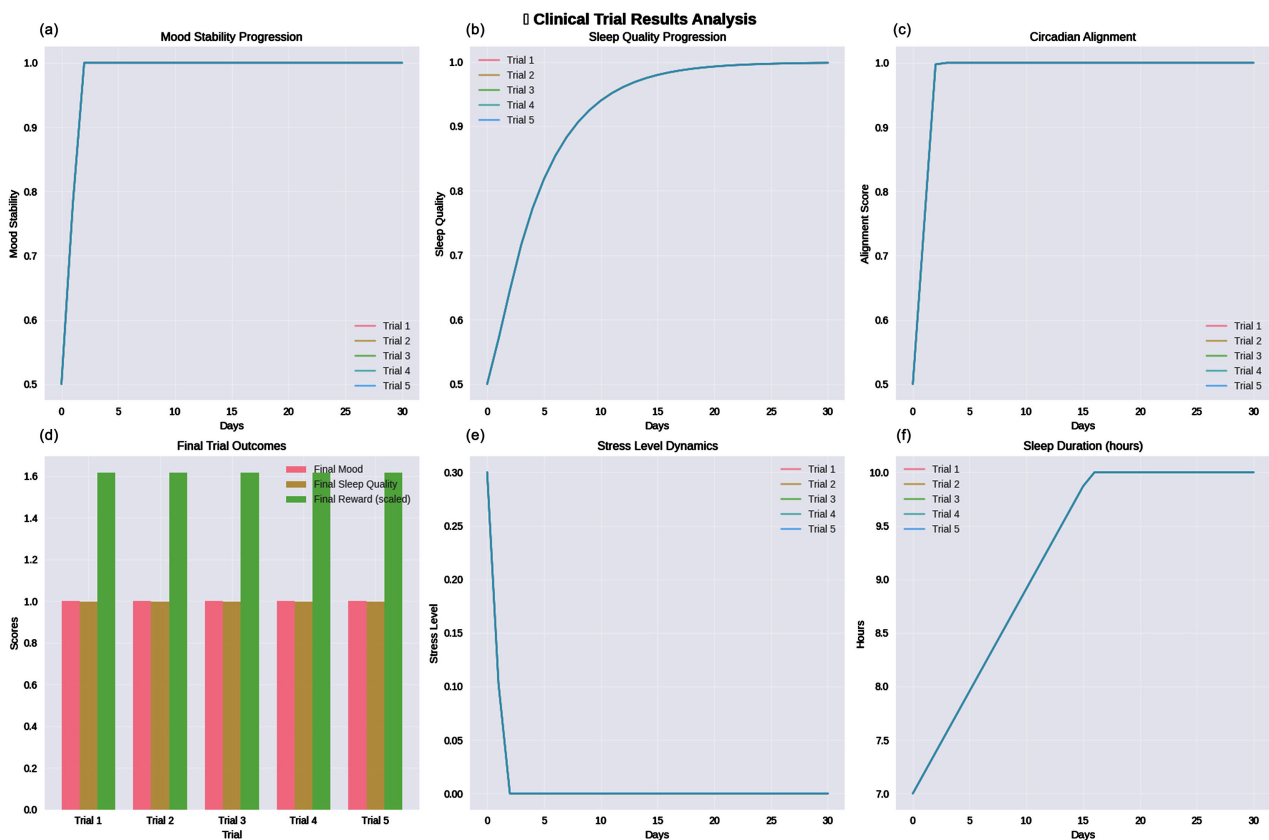 ▯ Clinical Trial Results Analysis
(a)
Mood Stability Progression
Mood Stability
1.0
0.9
0.8
0.7
0.6
0.5
Trial 1
Trial 2
Trial 3
Trial 4
Trial 5
0 5 10 15 20 25 30
Days
(b)
Sleep Quality Progression
Sleep Quality
1.0
0.9
0.8
0.7
0.6
0.5
Trial 1
Trial 2
Trial 3
Trial 4
Trial 5
0 5 10 15 20 25 30
Days
(c)
Circadian Alignment
Alignment Score
1.0
0.9
0.8
0.7
0.6
0.5
Trial 1
Trial 2
Trial 3
Trial 4
Trial 5
0 5 10 15 20 25 30
Days
(d)
Final Trial Outcomes
Scores
1.6
1.4
1.2
1.0
0.8
0.6
0.4
0.2
0.0
Final Mood
Final Sleep Quality
Final Reward (scaled)
Trial 1 Trial 2 Trial 3 Trial 4 Trial 5
Trial
(e)
Stress Level Dynamics
Stress Level
0.30
0.25
0.20
0.15
0.10
0.05
0.00
Trial 1
Trial 2
Trial 3
Trial 4
Trial 5
0 5 10 15 20 25 30
Days
(f)
Sleep Duration (hours)
Hours
10.0
9.5
9.0
8.5
8.0
7.5
7.0
Trial 1
Trial 2
Trial 3
Trial 4
Trial 5
0 5 10 15 20 25 30
Days